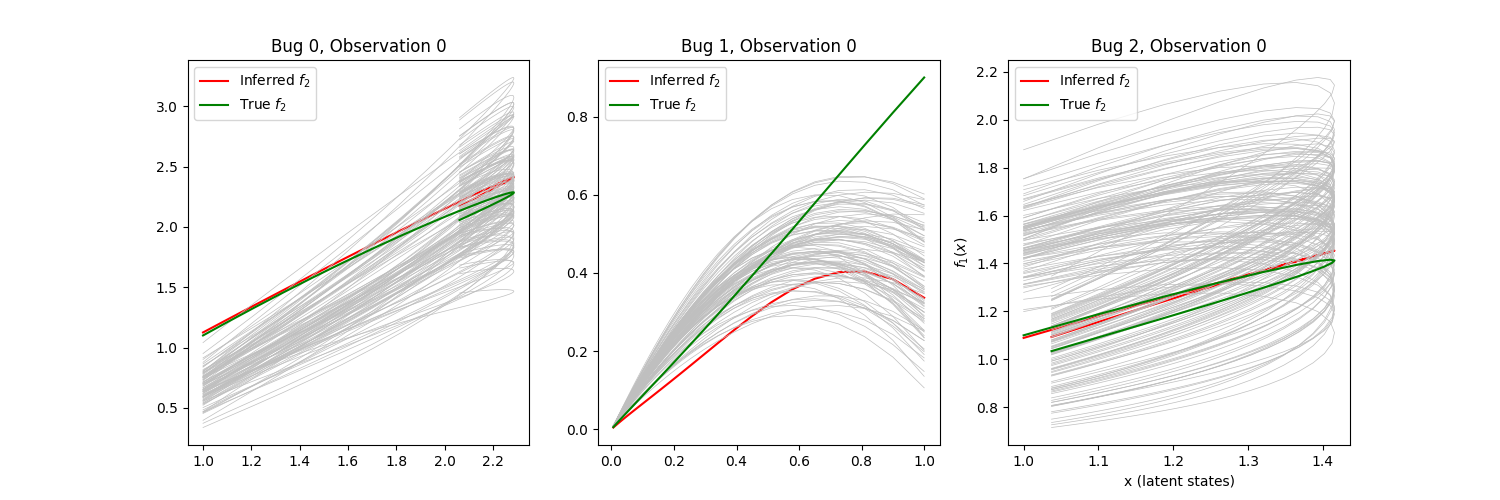 Bug 0, Observation 0
Inferred f₂
True f₂
3.0
2.5
2.0
1.5
1.0
0.5
1.0 1.2 1.4 1.6 1.8 2.0 2.2
Bug 1, Observation 0
Inferred f₂
True f₂
0.8
0.6
0.4
0.2
0.0
0.0 0.2 0.4 0.6 0.8 1.0
Bug 2, Observation 0
Inferred f₂
True f₂
2.2
2.0
1.8
1.6
1.4
1.2
1.0
0.8
f₁(x)
1.0 1.1 1.2 1.3 1.4
x (latent states)